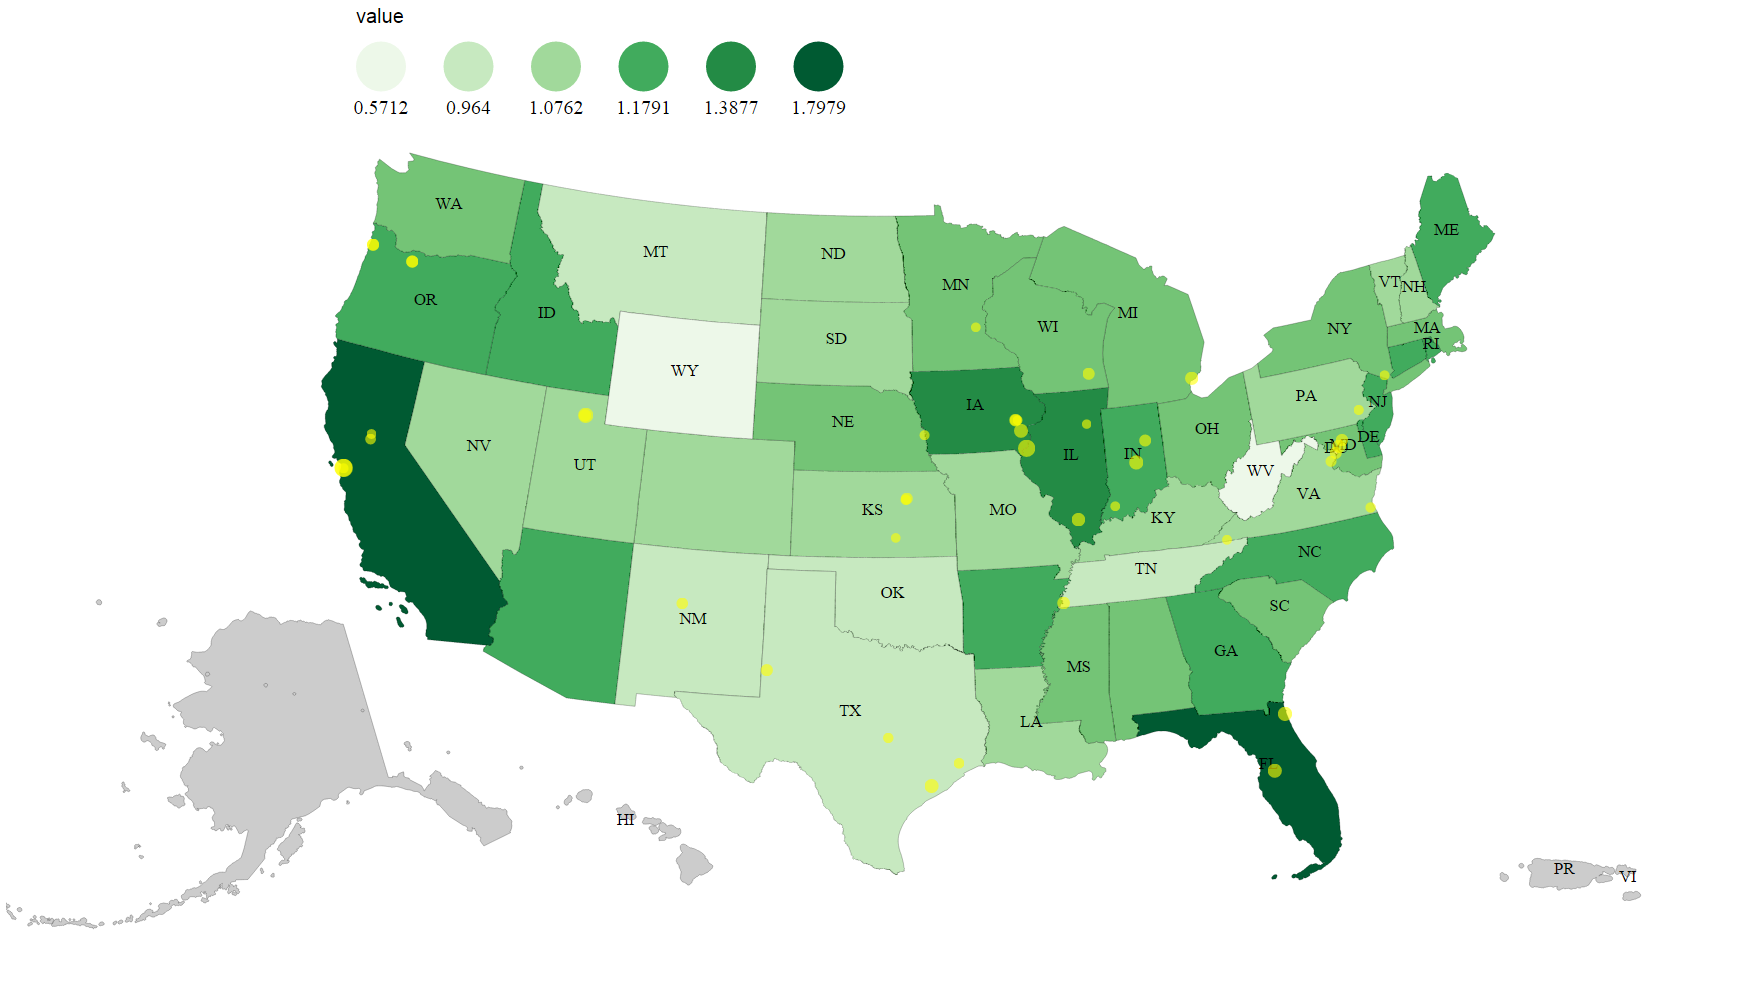 value
0.5712 0.964 1.0762 1.1791 1.3877 1.7979
WA
MT
ND
MN
WI
MI
ME
VT
NH
OR
ID
SD
WY
NY
MA
RI
IA
NE
PA
NJ
OH
DE
NV
UT
IL
IN
MD
WV
VA
KS
MO
KY
NC
TN
OK
NM
SC
MS
GA
TX
LA
FL
HI
PR
VI